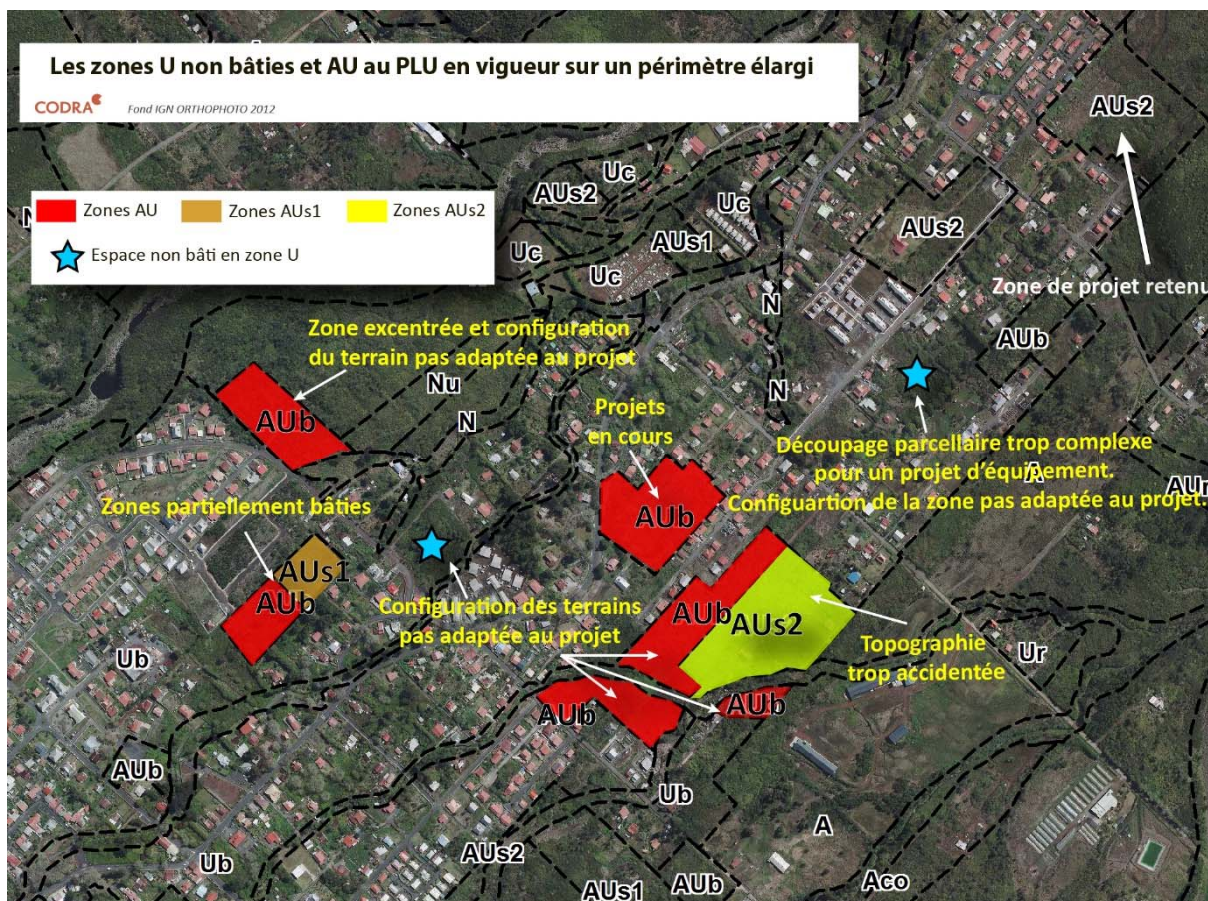 Les zones U non bâties et AU au PLU en vigueur sur un périmètre élargi
CODRA
Fond IGN ORTHOPHOTO 2012
Zones AU
Zones AUs1
Zones AUs2
Espace non bâti en zone U
AUs2
Uc
AUs2
Uc
Uc
AUs1
AUs2
Uc
N
N
Zone de projet retenu
AUb
Zone excentrée et configuration
du terrain pas adaptée au projet
Nu
N
N
AUb
Projets
en cours
Découpage parcellaire trop complexe
pour un projet d'équipement.
Configuartion de la zone pas adaptée au projet.
A
AUr
Zones partiellement bâties
AUb
AUs1
AUb
Configuration des terrains
pas adaptée au projet
AUb
AUs2
Topographie
trop accidentée
Ur
Ub
AUb
AUb
AUb
Ub
A
Ub
AUs2
AUs1
AUb
Aco